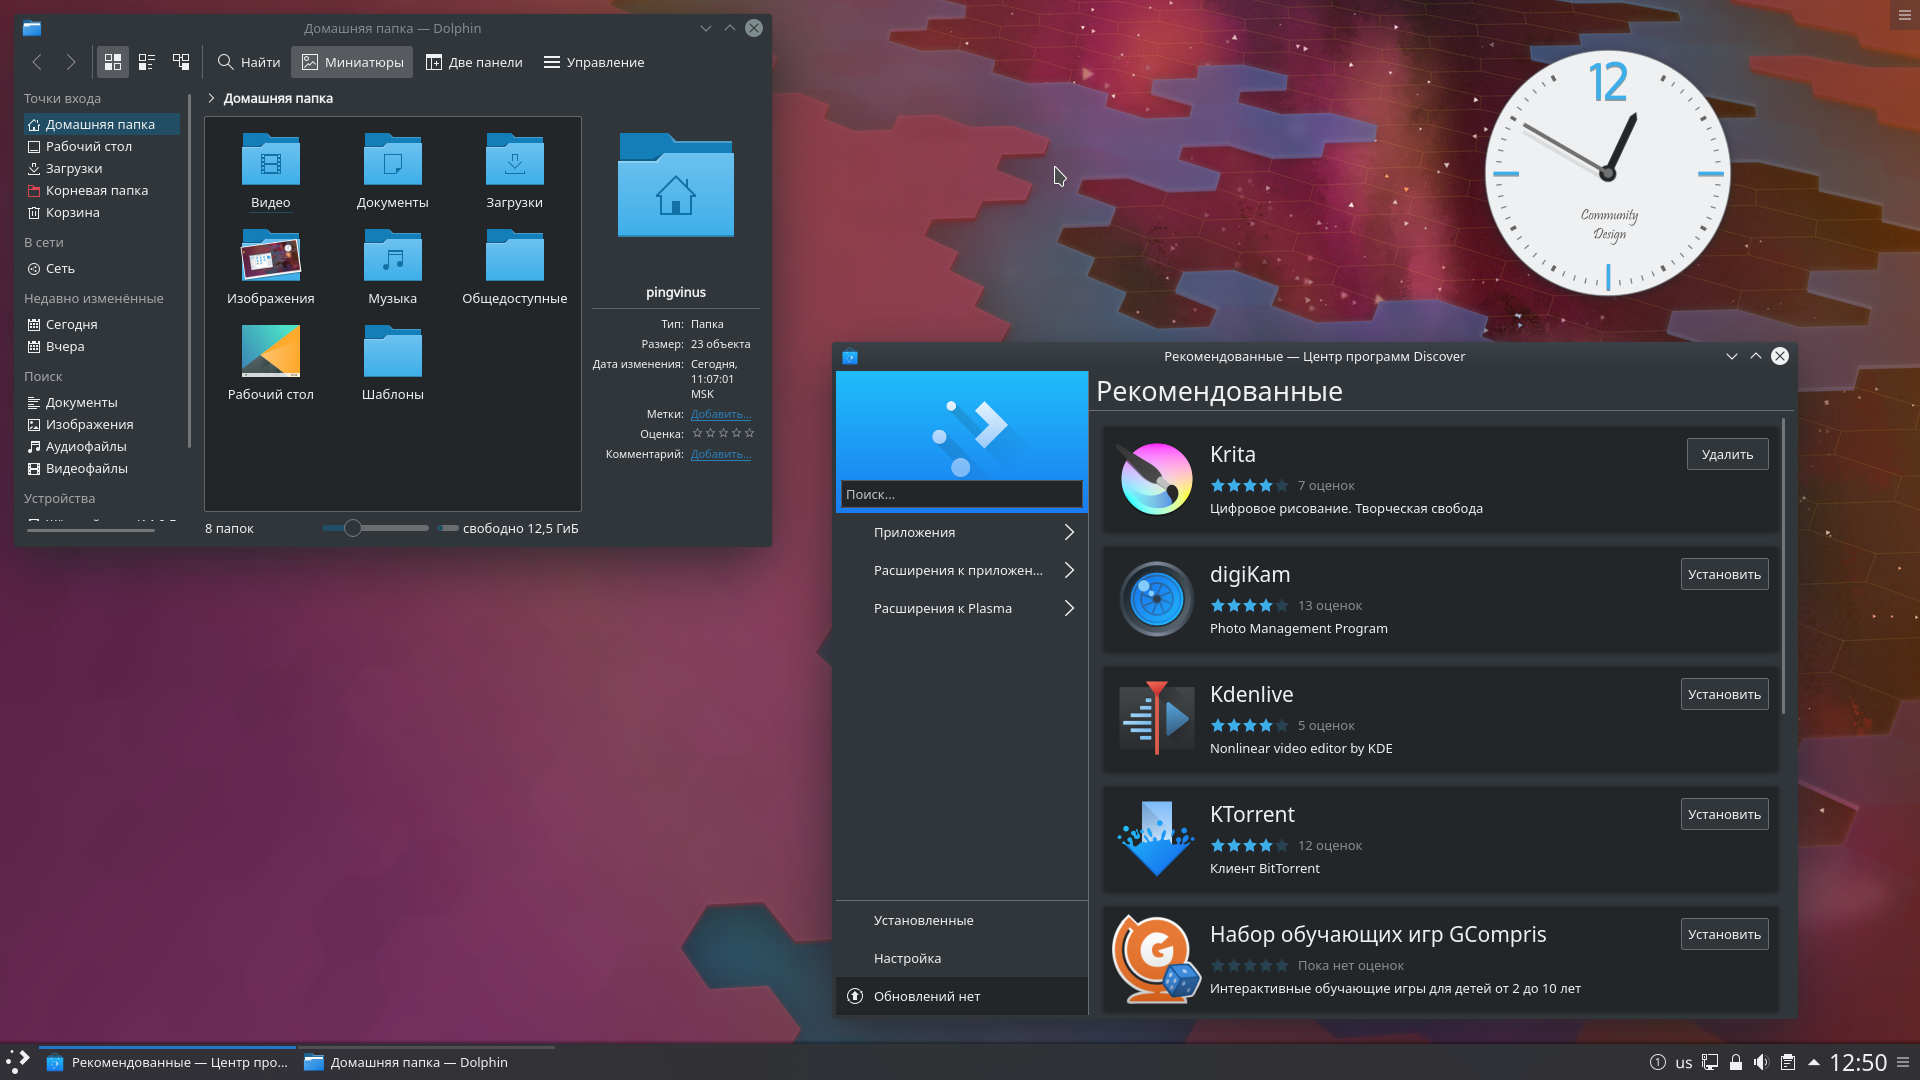 Домашняя папка — Dolphin
Найти
Миниатюры
Две панели
Управление
Точки входа
Домашняя папка
Рабочий стол
Загрузки
Корневая папка
Корзина
В сети
Сеть
Недавно изменённые
Сегодня
Вчера
Поиск
Документы
Изображения
Аудиофайлы
Видеофайлы
Устройства
Домашняя папка
Видео
Документы
Загрузки
Изображения
Музыка
Общедоступные
Рабочий стол
Шаблоны
8 папок
свободно 12,5 ГиБ
pingvinus
Тип: Папка
Размер: 23 объекта
Дата изменения: Сегодня,
11:07:01
MSK
Метки: Добавить...
Оценка:
Комментарий: Добавить...
12
Community
Design
Рекомендованные — Центр программ Discover
Поиск...
Приложения
Расширения к приложен...
Расширения к Plasma
Установленные
Настройка
Обновлений нет
Рекомендованные
Krita
7 оценок
Цифровое рисование. Творческая свобода
Удалить
digiKam
13 оценок
Photo Management Program
Установить
Kdenlive
5 оценок
Nonlinear video editor by KDE
Установить
KTorrent
12 оценок
Клиент BitTorrent
Установить
G
Набор обучающих игр GCompris
Пока нет оценок
Интерактивные обучающие игры для детей от 2 до 10 лет
Установить
Рекомендованные — Центр про...
Домашняя папка — Dolphin
1
us
12:50